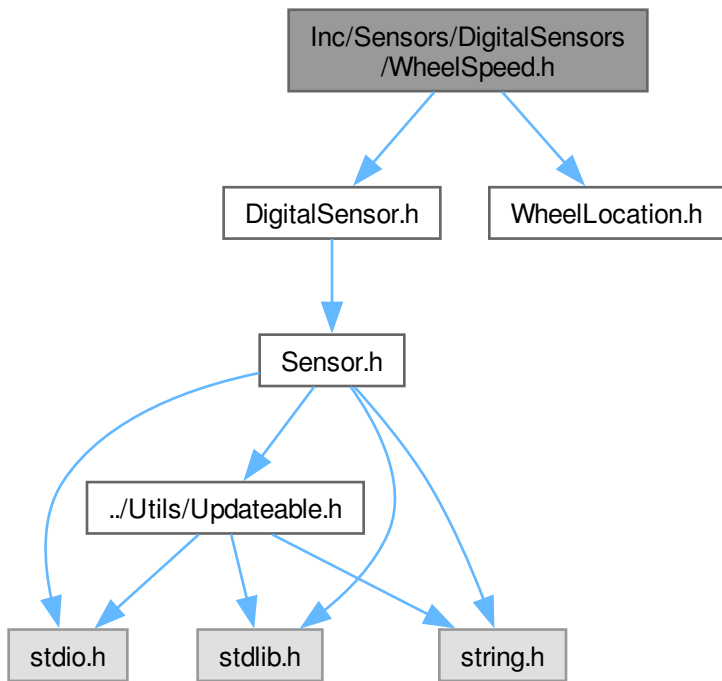 Inc/Sensors/DigitalSensors
/WheelSpeed.h
DigitalSensor.h
WheelLocation.h
Sensor.h
../Utils/Updateable.h
stdio.h
stdlib.h
string.h